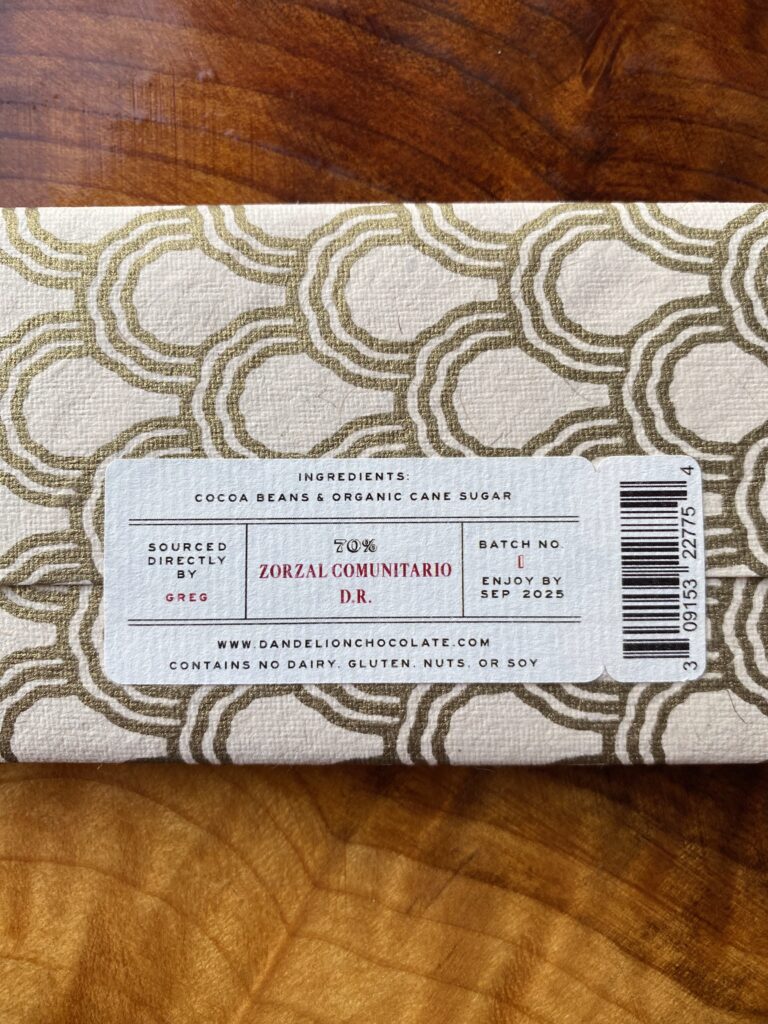 INGREDIENTS:
COCOA BEANS & ORGANIC CANE SUGAR
SOURCED
DIRECTLY
BY
GREG
70%
ZORZAL COMUNITARIO
D.R.
BATCH NO.
ENJOY BY
SEP 2025
WWW.DANDELIONCHOCOLATE.COM
CONTAINS NO DAIRY, GLUTEN, NUTS, OR SOY
3 09153 22775 4